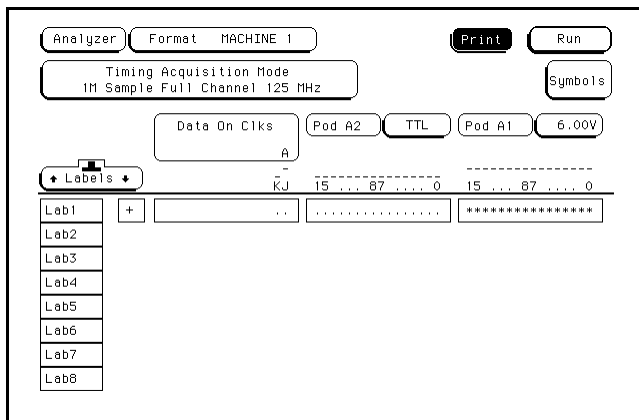 Analyzer Format MACHINE 1 Print Run
Timing Acquisition Mode
1M Sample Full Channel 125 MHz
Symbols
Data On Clks Pod A2 TTL Pod A1 6.00V
A
↑ Labels ↓ KJ 15 ... 87 .... 0 15 ... 87 .... 0
Lab1 + .. ................ ****************
Lab2
Lab3
Lab4
Lab5
Lab6
Lab7
Lab8